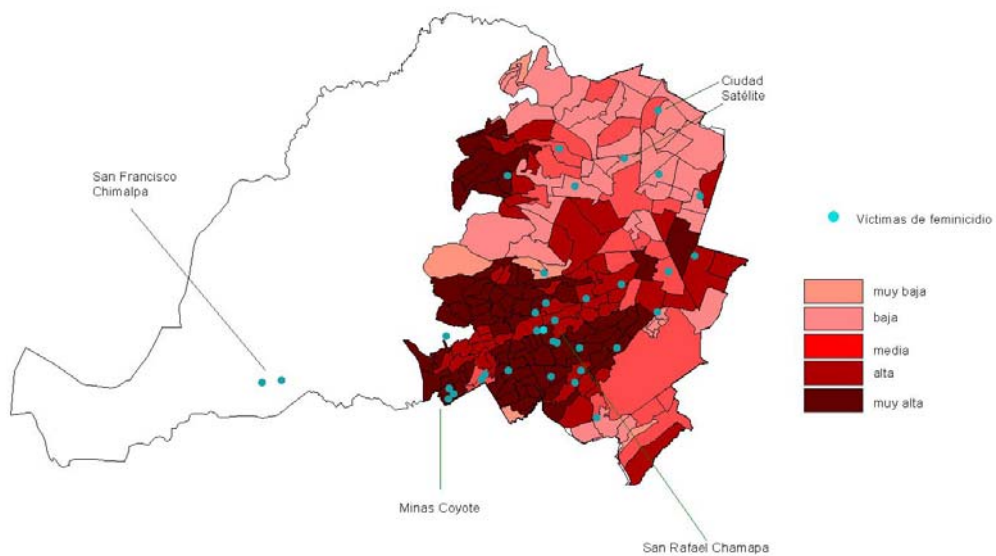 Ciudad
Satélite
San Francisco
Chimalpa
Víctimas de feminicidio
muy baja
baja
media
alta
muy alta
Minas Coyote
San Rafael Chamapa